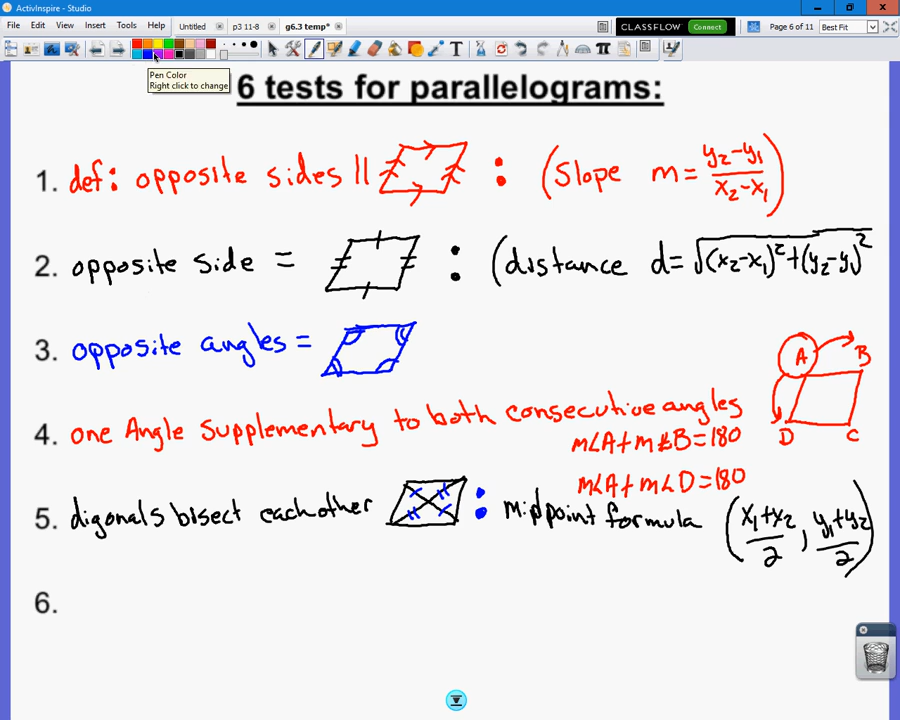 ActivInspire - Studio
File Edit View Insert Tools Help Untitled p3 11-8 g6.3 temp* CLASSFLOW Connect Page 6 of 11 Best Fit
Pen Color
Right click to change
6 tests for parallelograms:
1. def: opposite sides || : (Slope m = y₂-y₁/x₂-x₁)
2. opposite side = : (distance d=√(x₂-x₁)²+(y₂-y₁)²
3. opposite angles =
A B
D C
4. one Angle Supplementary to both consecutive angles
m∠A+m∠B=180
m∠A+m∠D=180
5. digonals bisect each other : midpoint formula (x₁+x₂/2, y₁+y₂/2)
6.